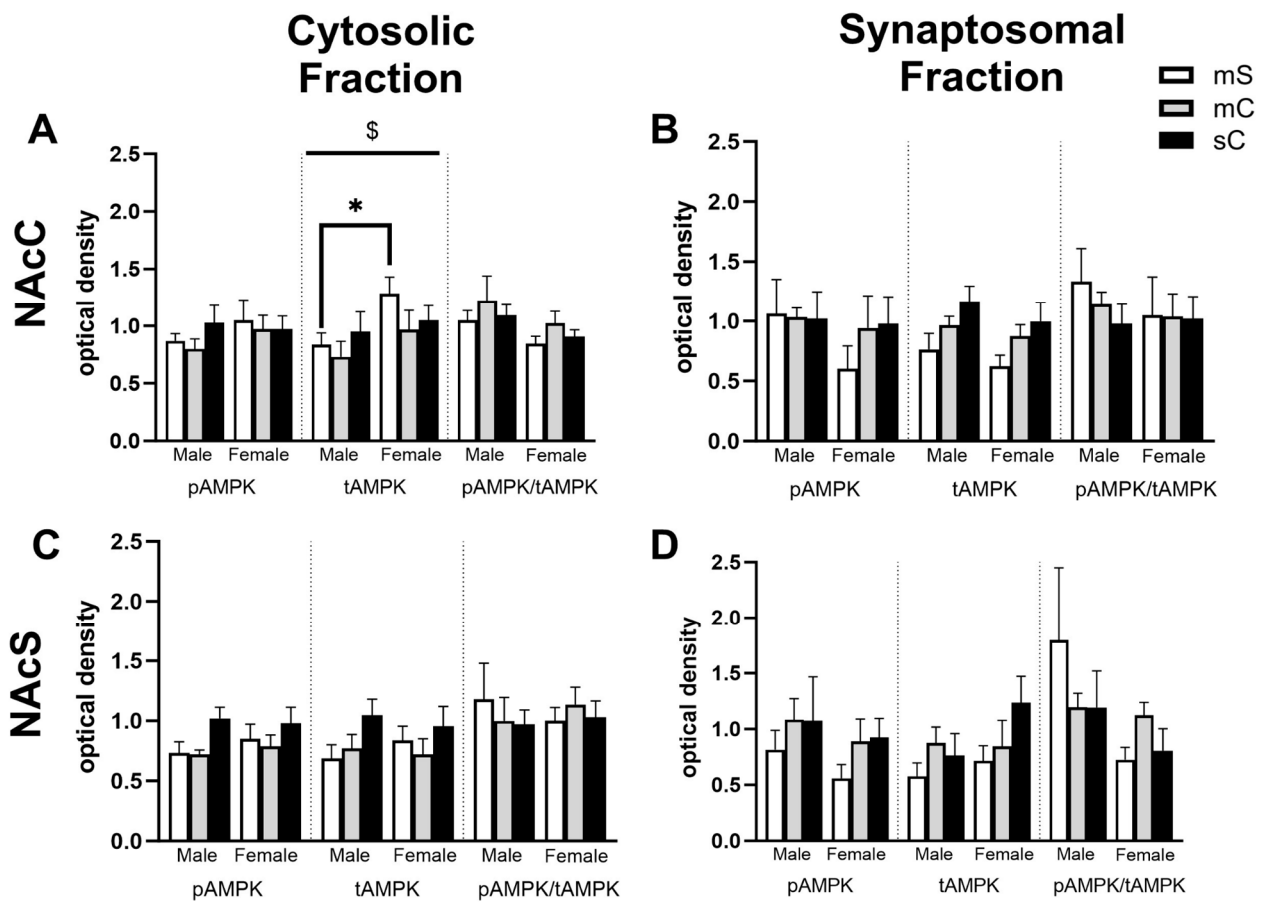 Cytosolic
Fraction
Synaptosomal
Fraction
mS
mC
sC
A
NAcC
optical density
2.5
2.0
1.5
1.0
0.5
0.0
$
*
Male Female Male Female Male Female
pAMPK tAMPK pAMPK/tAMPK
B
optical density
2.5
2.0
1.5
1.0
0.5
0.0
Male Female Male Female Male Female
pAMPK tAMPK pAMPK/tAMPK
C
NAcS
optical density
2.5
2.0
1.5
1.0
0.5
0.0
Male Female Male Female Male Female
pAMPK tAMPK pAMPK/tAMPK
D
optical density
2.5
2.0
1.5
1.0
0.5
0.0
Male Female Male Female Male Female
pAMPK tAMPK pAMPK/tAMPK